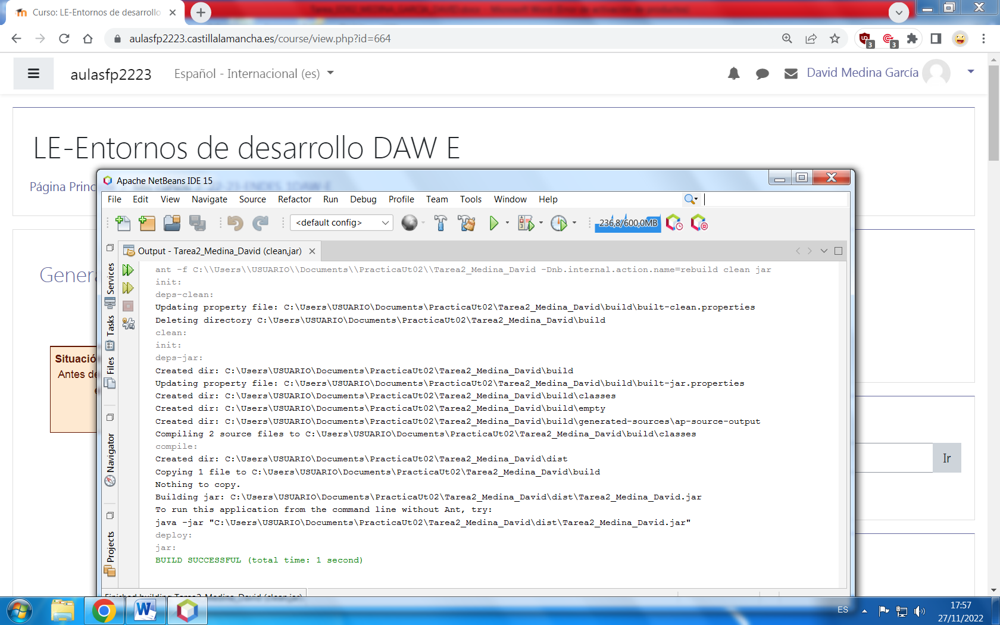 Curso: LE-Entornos de desarrollo
aulasfp2223.castillalamancha.es/course/view.php?id=664
3
3
aulasfp2223
Español - Internacional (es)
David Medina García
LE-Entornos de desarrollo DAW E
Página Princ
Genera
Situació
Antes de
Ir
Apache NetBeans IDE 15
File Edit View Navigate Source Refactor Run Debug Profile Team Tools Window Help
<default config>
236,8/600,0MB
Output - Tarea2_Medina_David (clean,jar)
Services
Tasks
Files
Navigator
Projects
ant -f C:\\Users\\USUARIO\\Documents\\PracticaUt02\\Tarea2_Medina_David -Dnb.internal.action.name=rebuild clean jar
init:
deps-clean:
Updating property file: C:\Users\USUARIO\Documents\PracticaUt02\Tarea2_Medina_David\build\built-clean.properties
Deleting directory C:\Users\USUARIO\Documents\PracticaUt02\Tarea2_Medina_David\build
clean:
init:
deps-jar:
Created dir: C:\Users\USUARIO\Documents\PracticaUt02\Tarea2_Medina_David\build
Updating property file: C:\Users\USUARIO\Documents\PracticaUt02\Tarea2_Medina_David\build\built-jar.properties
Created dir: C:\Users\USUARIO\Documents\PracticaUt02\Tarea2_Medina_David\build\classes
Created dir: C:\Users\USUARIO\Documents\PracticaUt02\Tarea2_Medina_David\build\empty
Created dir: C:\Users\USUARIO\Documents\PracticaUt02\Tarea2_Medina_David\build\generated-sources\ap-source-output
Compiling 2 source files to C:\Users\USUARIO\Documents\PracticaUt02\Tarea2_Medina_David\build\classes
compile:
Created dir: C:\Users\USUARIO\Documents\PracticaUt02\Tarea2_Medina_David\dist
Copying 1 file to C:\Users\USUARIO\Documents\PracticaUt02\Tarea2_Medina_David\build
Nothing to copy.
Building jar: C:\Users\USUARIO\Documents\PracticaUt02\Tarea2_Medina_David\dist\Tarea2_Medina_David.jar
To run this application from the command line without Ant, try:
java -jar "C:\Users\USUARIO\Documents\PracticaUt02\Tarea2_Medina_David\dist\Tarea2_Medina_David.jar"
deploy:
jar:
BUILD SUCCESSFUL (total time: 1 second)
Finished building Tarea2_Medina_David (clean,jar).
ES
17:57
27/11/2022